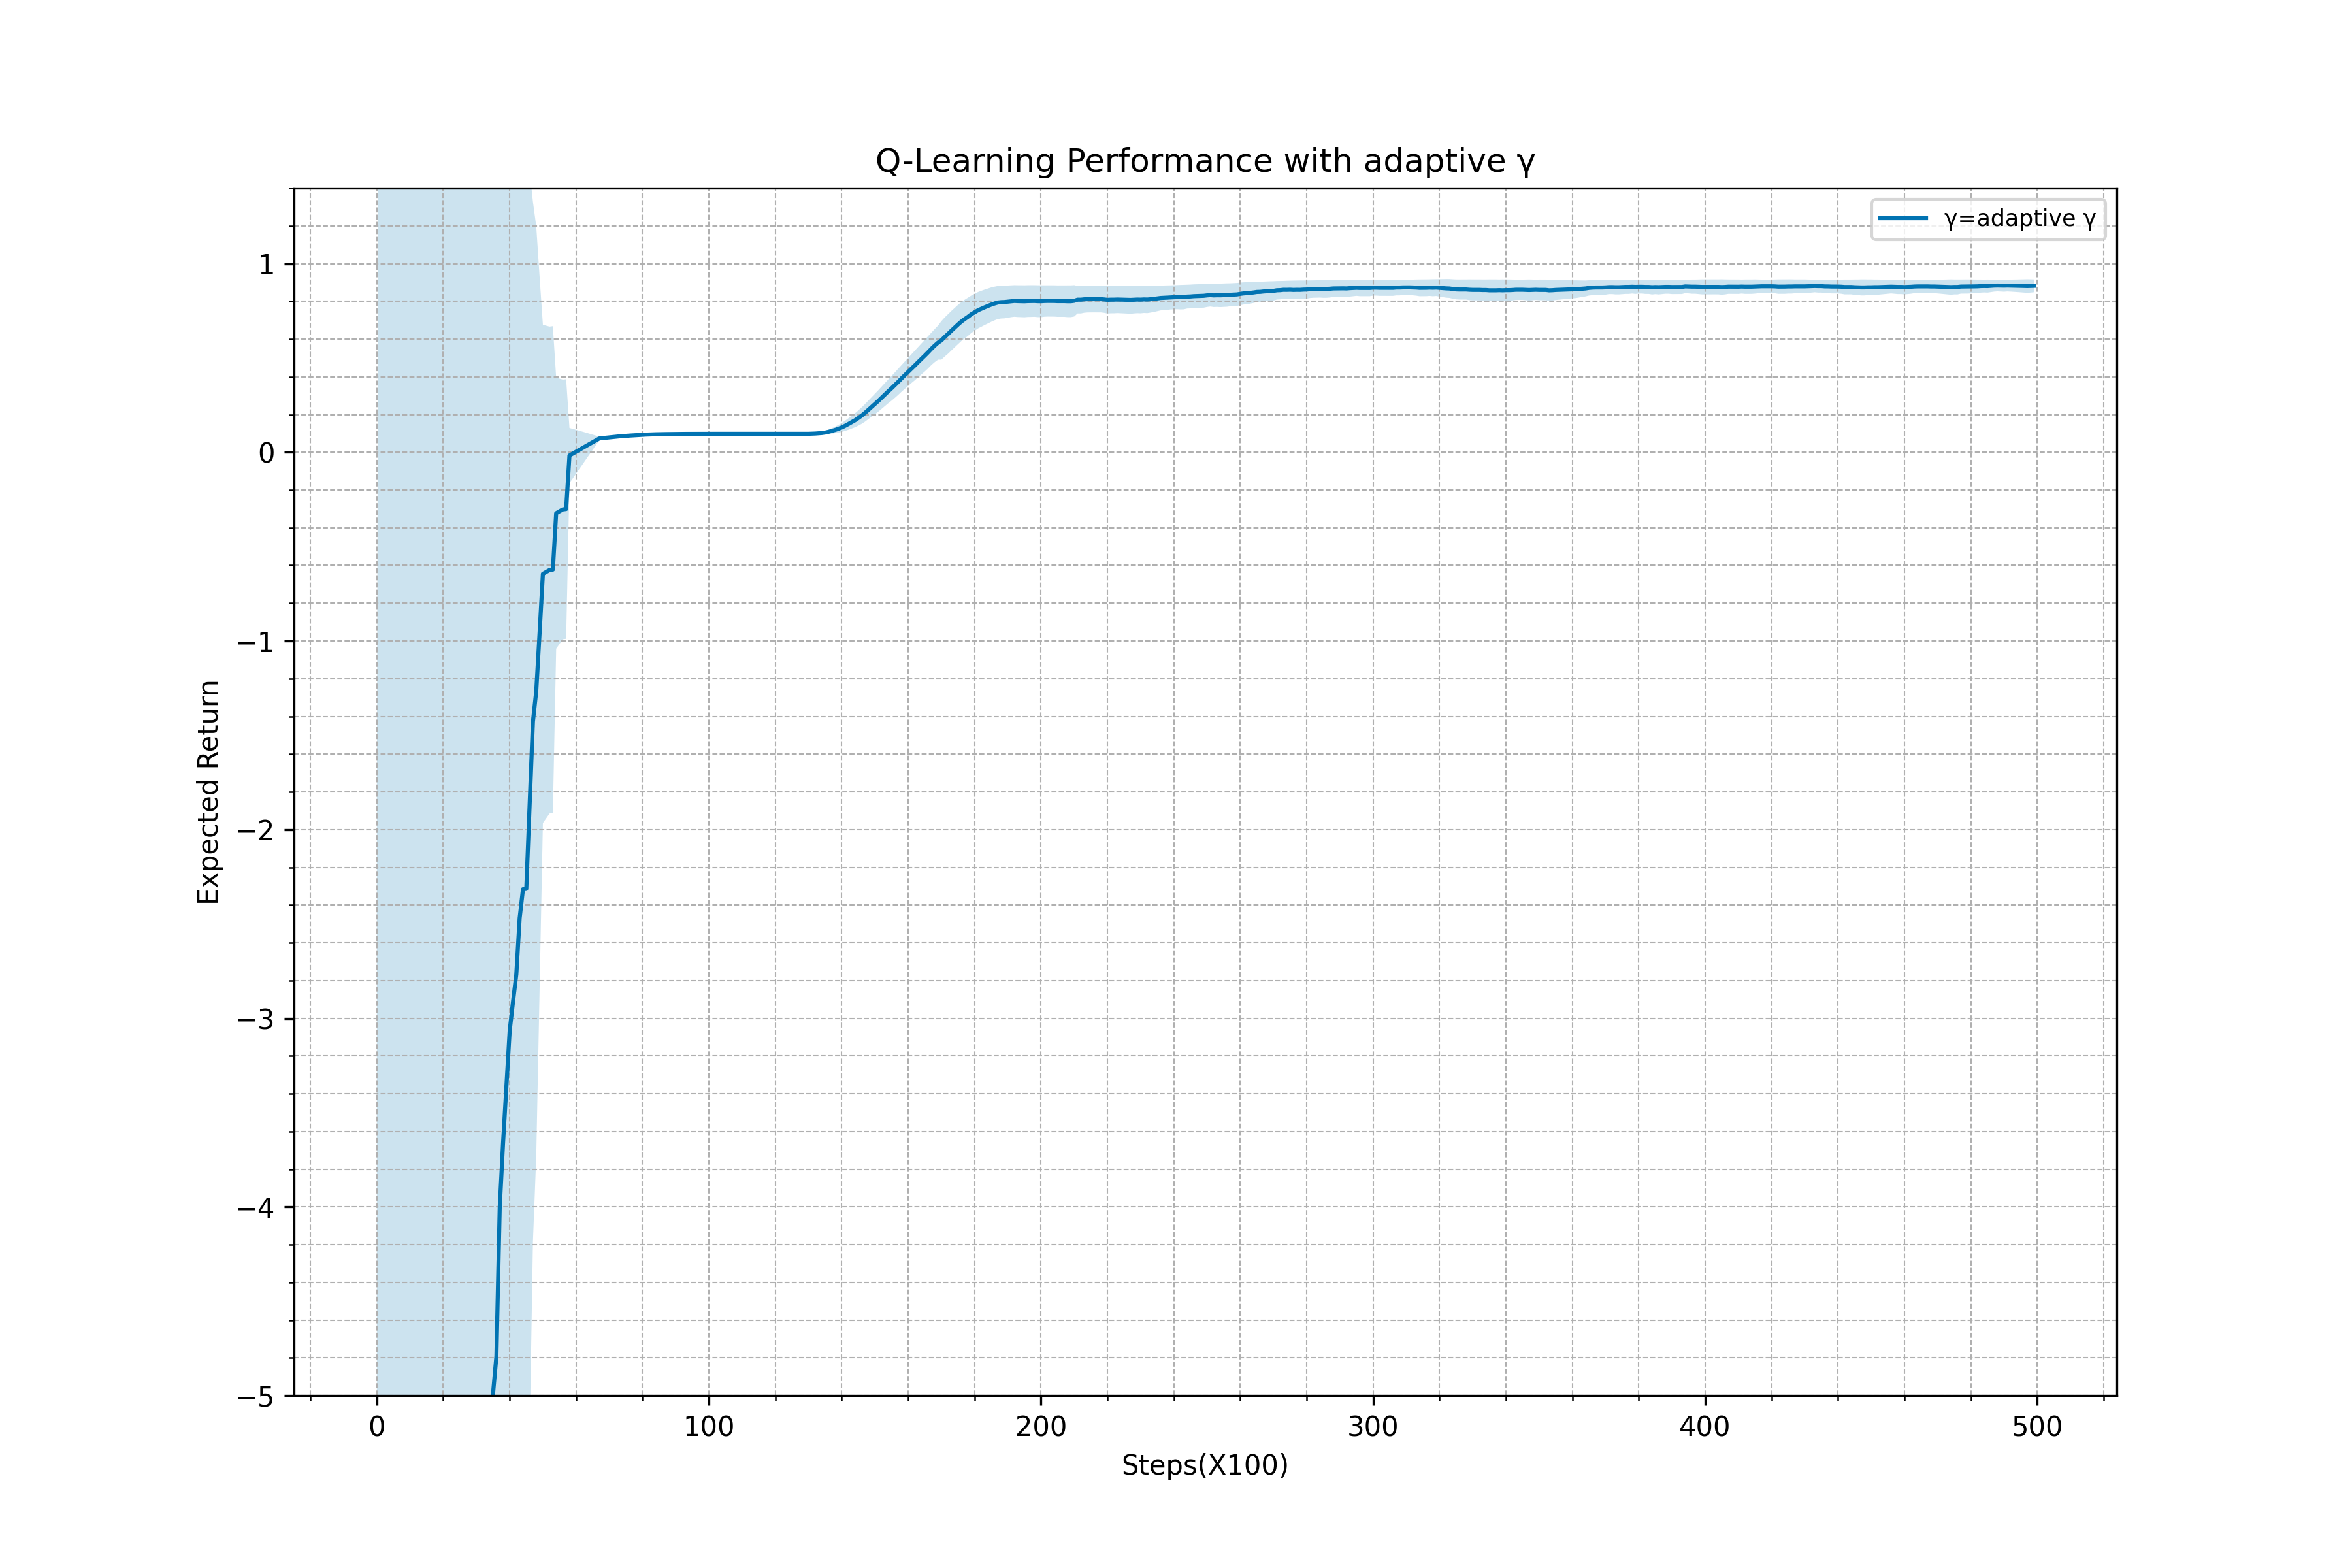 Q-Learning Performance with adaptive γ
γ=adaptive γ
Expected Return
1
0
−1
−2
−3
−4
−5
0 100 200 300 400 500
Steps(X100)